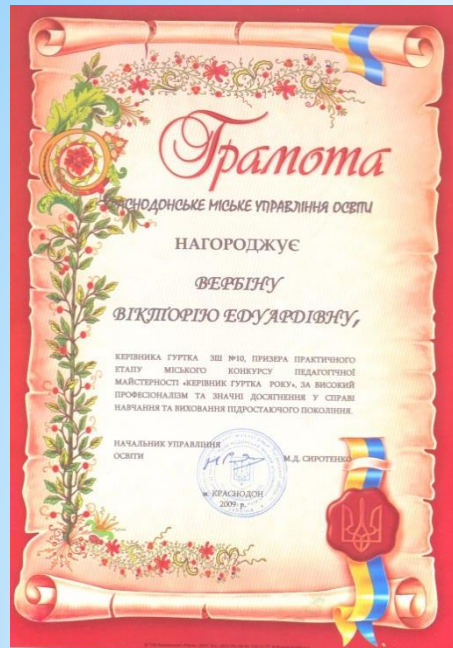 Грамота
КРАСНОДОНСЬКЕ МІСЬКЕ УПРАВЛІННЯ ОСВІТИ
НАГОРОДЖУЄ
ВЕРБІНУ
ВІКТОРІЮ ЕДУАРДІВНУ,
КЕРІВНИКА ГУРТКА ЗШ №10, ПРИЗЕРА ПРАКТИЧНОГО
ЕТАПУ МІСЬКОГО КОНКУРСУ ПЕДАГОГІЧНОЇ
МАЙСТЕРНОСТІ «КЕРІВНИК ГУРТКА РОКУ», ЗА ВИСОКИЙ
ПРОФЕСІОНАЛІЗМ ТА ЗНАЧНІ ДОСЯГНЕННЯ У СПРАВІ
НАВЧАННЯ ТА ВИХОВАННЯ ПІДРОСТАЮЧОГО ПОКОЛІННЯ.
НАЧАЛЬНИК УПРАВЛІННЯ
ОСВІТИ М.Д. СИРОТЕНКО
м. КРАСНОДОН
2009 р.